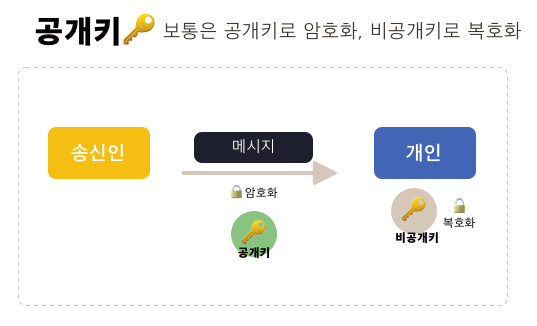 공개키🔑 보통은 공개키로 암호화, 비공개키로 복호화
송신인
메시지
개인
🔒암호화
🔒
복호화
공개키
비공개키